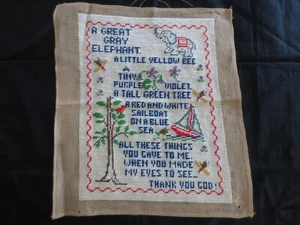 A GREAT
GRAY
ELEPHANT.
A LITTLE YELLOW BEE
A
TINY
PURPLE VIOLET.
A TALL GREEN TREE
A RED AND WHITE
SAILBOAT
ON A BLUE
SEA.
ALL THESE THINGS
YOU GAVE TO ME.
WHEN YOU MADE
MY EYES TO SEE...
THANK YOU GOD!